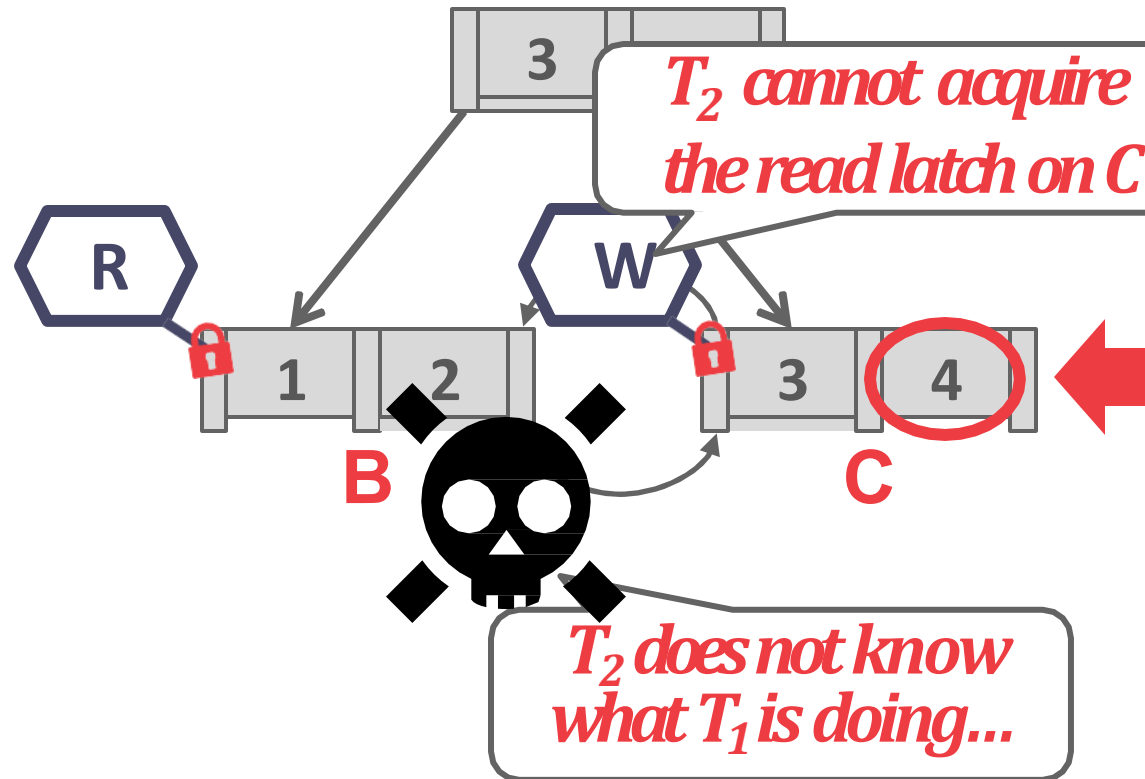 3
T₂ cannot acquire
the read latch on C
R
W
1
2
3
4
B
C
T₂ does not know
what T₁ is doing...